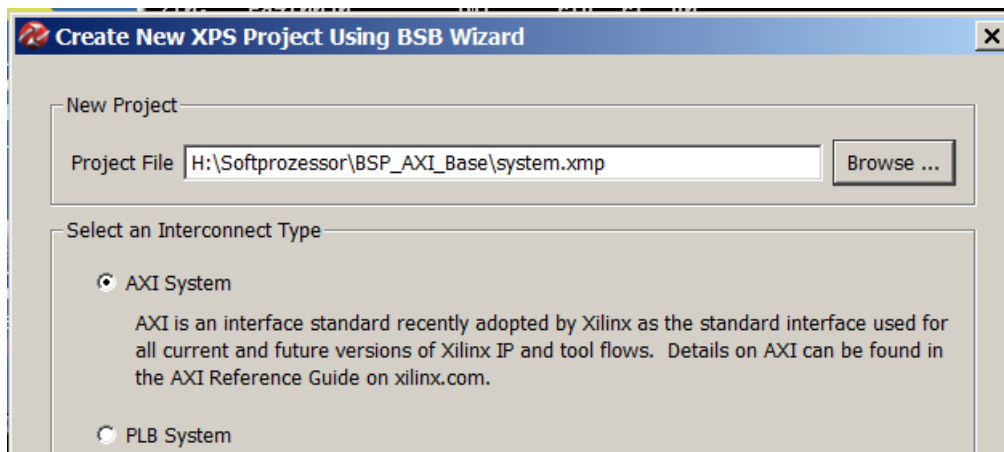 Create New XPS Project Using BSB Wizard
New Project
Project File H:\Softprozessor\BSP_AXI_Base\system.xmp Browse ...
Select an Interconnect Type
AXI System
AXI is an interface standard recently adopted by Xilinx as the standard interface used for
all current and future versions of Xilinx IP and tool flows. Details on AXI can be found in
the AXI Reference Guide on xilinx.com.
PLB System